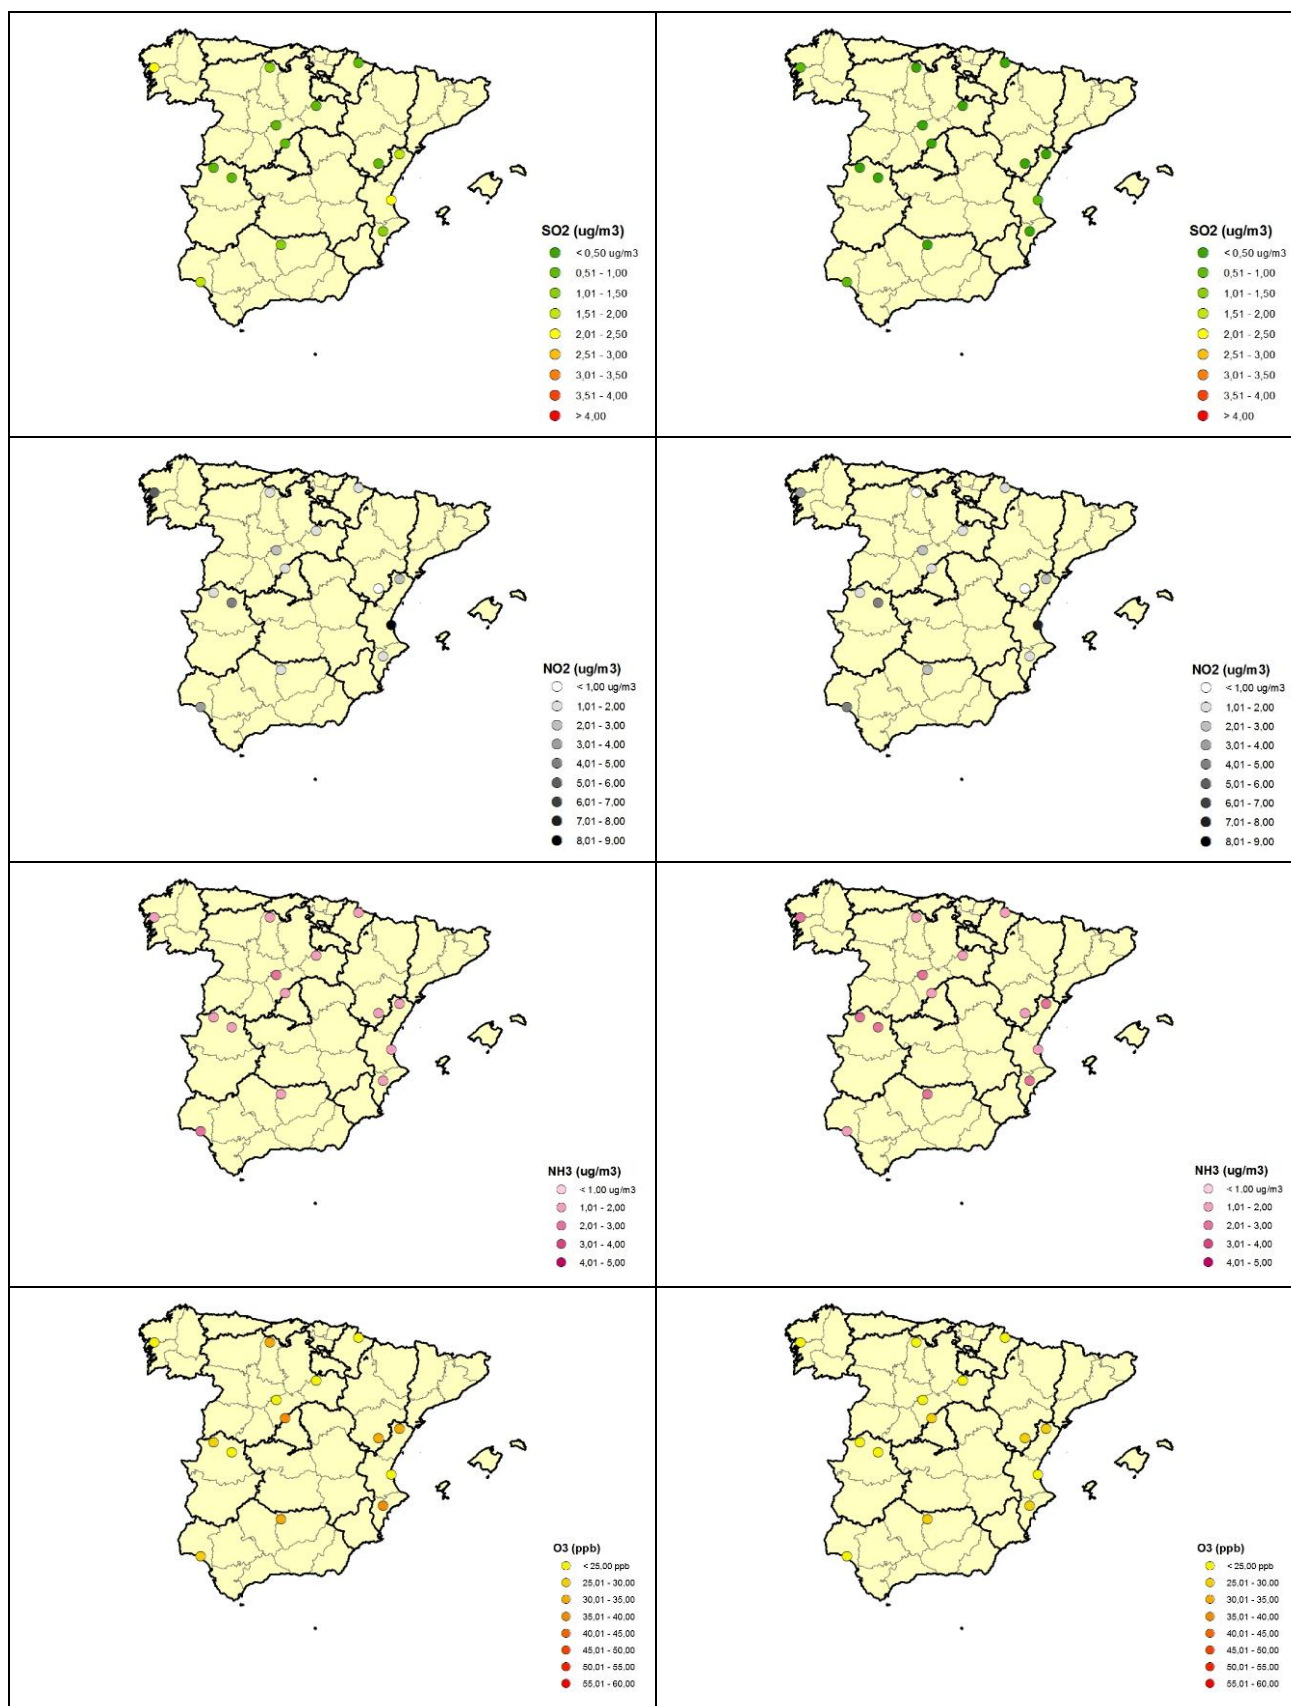 SO2 (ug/m3)
< 0,50 ug/m3
0,51 - 1,00
1,01 - 1,50
1,51 - 2,00
2,01 - 2,50
2,51 - 3,00
3,01 - 3,50
3,51 - 4,00
> 4,00
SO2 (ug/m3)
< 0,50 ug/m3
0,51 - 1,00
1,01 - 1,50
1,51 - 2,00
2,01 - 2,50
2,51 - 3,00
3,01 - 3,50
3,51 - 4,00
> 4,00
NO2 (ug/m3)
< 1,00 ug/m3
1,01 - 2,00
2,01 - 3,00
3,01 - 4,00
4,01 - 5,00
5,01 - 6,00
6,01 - 7,00
7,01 - 8,00
8,01 - 9,00
NO2 (ug/m3)
< 1,00 ug/m3
1,01 - 2,00
2,01 - 3,00
3,01 - 4,00
4,01 - 5,00
5,01 - 6,00
6,01 - 7,00
7,01 - 8,00
8,01 - 9,00
NH3 (ug/m3)
< 1.00 ug/m3
1,01 - 2,00
2,01 - 3,00
3,01 - 4,00
4,01 - 5,00
NH3 (ug/m3)
< 1.00 ug/m3
1,01 - 2,00
2,01 - 3,00
3,01 - 4,00
4,01 - 5,00
O3 (ppb)
< 25,00 ppb
25,01 - 30,00
30,01 - 35,00
35,01 - 40,00
40,01 - 45,00
45,01 - 50,00
50,01 - 55,00
55,01 - 60,00
O3 (ppb)
< 25,00 ppb
25,01 - 30,00
30,01 - 35,00
35,01 - 40,00
40,01 - 45,00
45,01 - 50,00
50,01 - 55,00
55,01 - 60,00